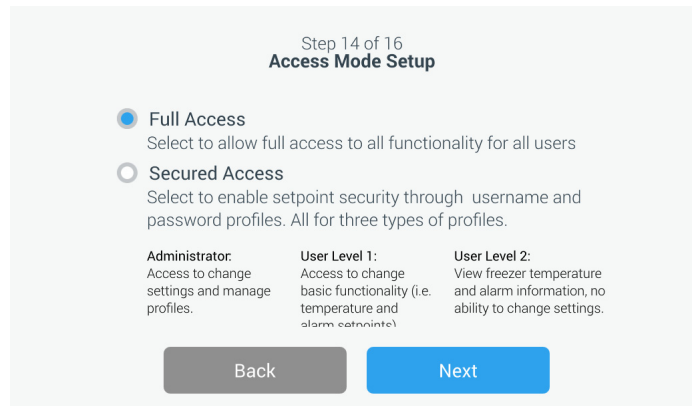 Step 14 of 16
Access Mode Setup
Full Access
Select to allow full access to all functionality for all users
Secured Access
Select to enable setpoint security through username and
password profiles. All for three types of profiles.
Administrator:
Access to change
settings and manage
profiles.
User Level 1:
Access to change
basic functionality (i.e.
temperature and
alarm setpoints)
User Level 2:
View freezer temperature
and alarm information, no
ability to change settings.
Back
Next